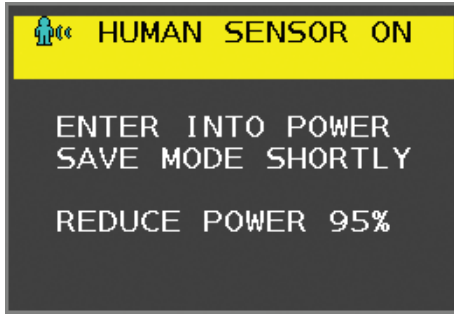 HUMAN SENSOR ON
ENTER INTO POWER
SAVE MODE SHORTLY
REDUCE POWER 95%